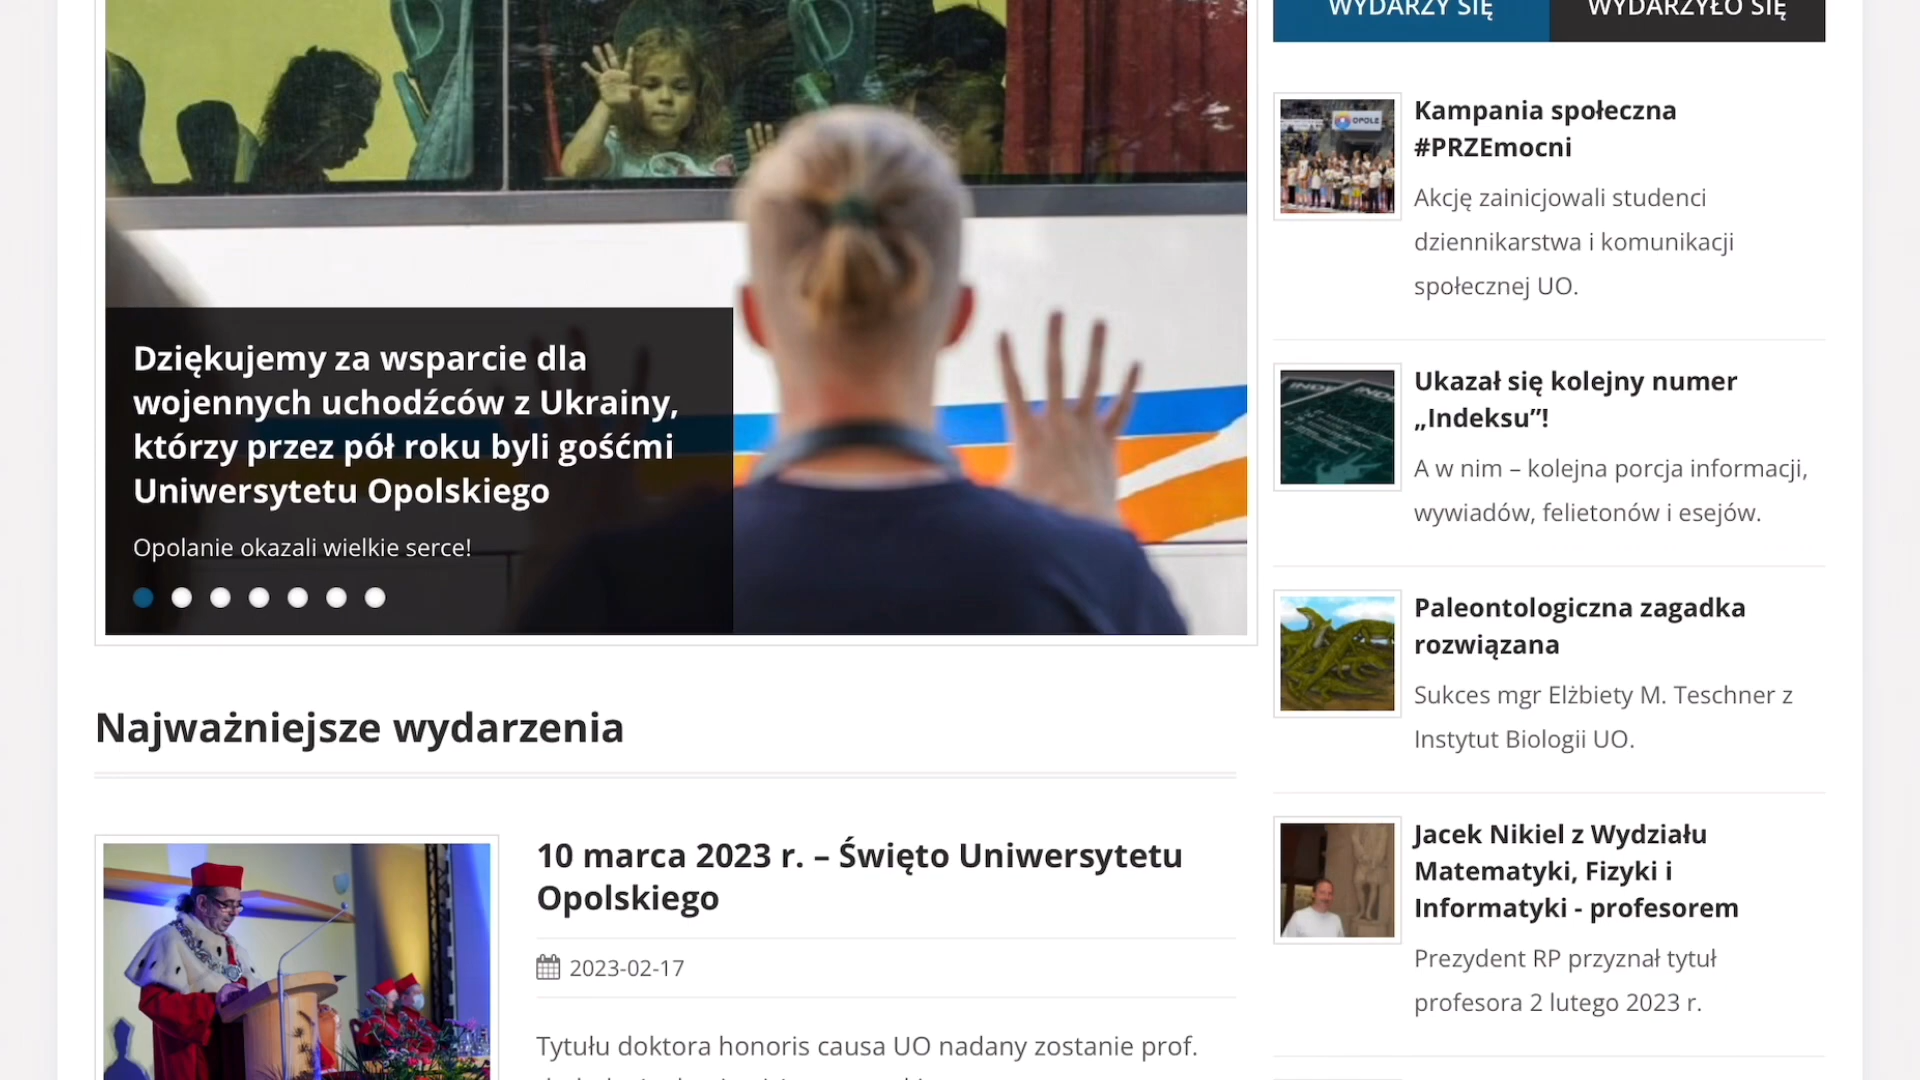 WYDARZY SIĘ
WYDARZYŁO SIĘ
Dziękujemy za wsparcie dla
wojennych uchodźców z Ukrainy,
którzy przez pół roku byli gośćmi
Uniwersytetu Opolskiego
Opolanie okazali wielkie serce!
Najważniejsze wydarzenia
10 marca 2023 r. – Święto Uniwersytetu
Opolskiego
2023-02-17
Tytułu doktora honoris causa UO nadany zostanie prof.
OPOLE
Kampania społeczna
#PRZEmocni
Akcję zainicjowali studenci
dziennikarstwa i komunikacji
społecznej UO.
Ukazał się kolejny numer
„Indeksu”!
A w nim – kolejna porcja informacji,
wywiadów, felietonów i esejów.
Paleontologiczna zagadka
rozwiązana
Sukces mgr Elżbiety M. Teschner z
Instytut Biologii UO.
Jacek Nikiel z Wydziału
Matematyki, Fizyki i
Informatyki - profesorem
Prezydent RP przyznał tytuł
profesora 2 lutego 2023 r.